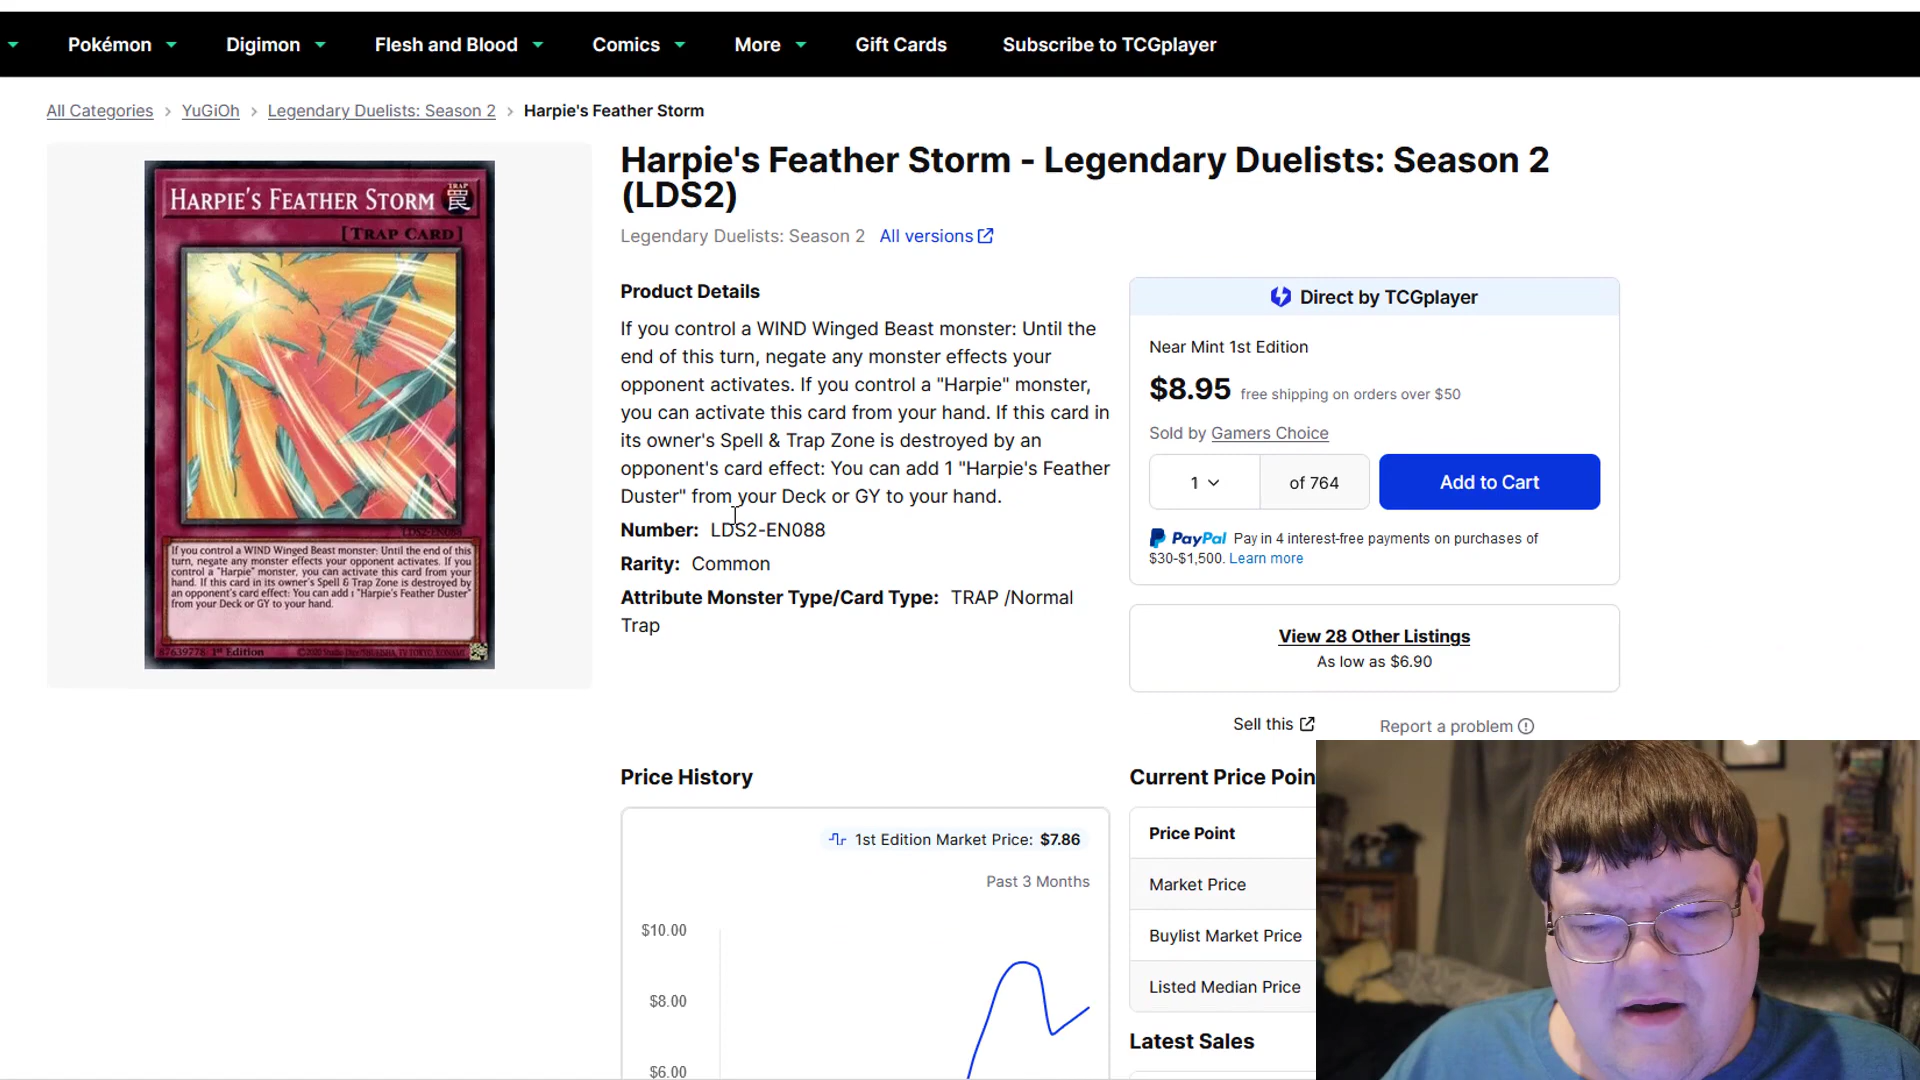 Pokémon Digimon Flesh and Blood Comics More Gift Cards Subscribe to TCGplayer
All Categories > YuGiOh > Legendary Duelists: Season 2 > Harpie's Feather Storm
HARPIE'S FEATHER STORM TRAP 罠
[TRAP CARD]
LDS2-EN088
If you control a WIND Winged Beast monster: Until the end of this
turn, negate any monster effects your opponent activates. If you
control a "Harpie" monster, you can activate this card from your
hand. If this card in its owner's Spell & Trap Zone is destroyed by
an opponent's card effect: You can add 1 "Harpie's Feather Duster"
from your Deck or GY to your hand.
87639778 1st Edition
Harpie's Feather Storm - Legendary Duelists: Season 2
(LDS2)
Legendary Duelists: Season 2 All versions
Product Details
If you control a WIND Winged Beast monster: Until the
end of this turn, negate any monster effects your
opponent activates. If you control a "Harpie" monster,
you can activate this card from your hand. If this card in
its owner's Spell & Trap Zone is destroyed by an
opponent's card effect: You can add 1 "Harpie's Feather
Duster" from your Deck or GY to your hand.
Number: LDS2-EN088
Rarity: Common
Attribute Monster Type/Card Type: TRAP /Normal
Trap
Direct by TCGplayer
Near Mint 1st Edition
$8.95 free shipping on orders over $50
Sold by Gamers Choice
1 of 764 Add to Cart
PayPal Pay in 4 interest-free payments on purchases of
$30-$1,500. Learn more
View 28 Other Listings
As low as $6.90
Sell this Report a problem
Price History
1st Edition Market Price: $7.86
Past 3 Months
$10.00
$8.00
$6.00
Current Price Poin
Price Point
Market Price
Buylist Market Price
Listed Median Price
Latest Sales